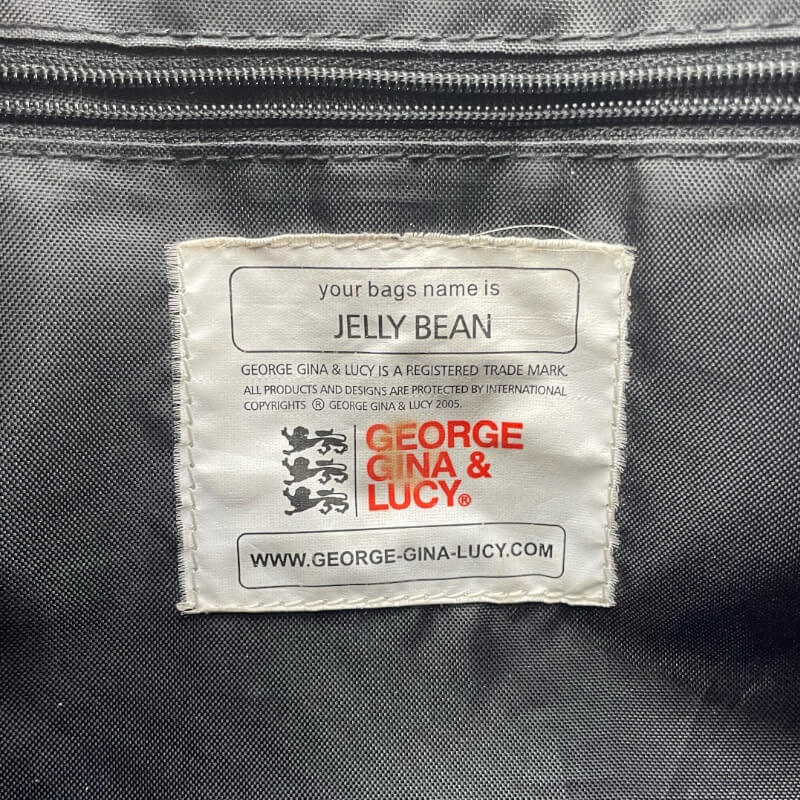 your bags name is
JELLY BEAN
GEORGE GINA & LUCY IS A REGISTERED TRADE MARK.
ALL PRODUCTS AND DESIGNS ARE PROTECTED BY INTERNATIONAL
COPYRIGHTS ® GEORGE GINA & LUCY 2005.
GEORGE
GINA &
LUCY®
WWW.GEORGE-GINA-LUCY.COM